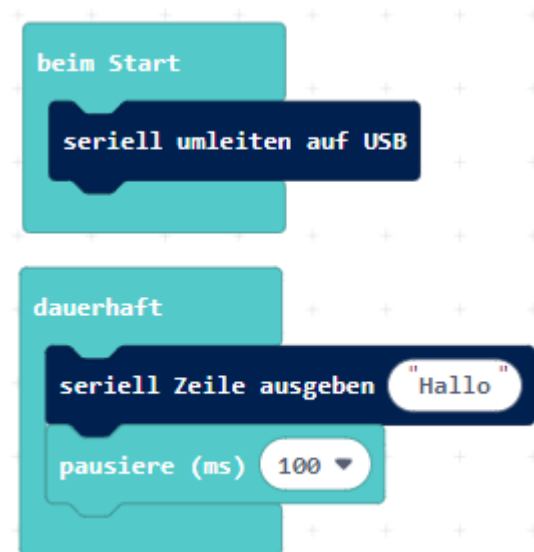 beim Start
seriell umleiten auf USB
dauerhaft
seriell Zeile ausgeben "Hallo"
pausiere (ms) 100